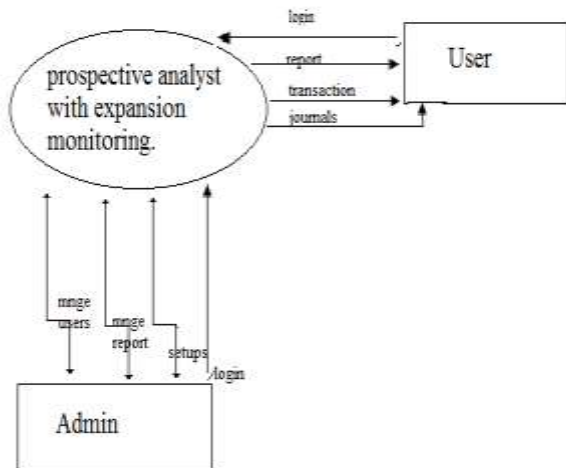 login
report
User
transaction
journals
prospective analyst
with expansion
monitoring.
mnge
users
mnge
report
setups
login
Admin